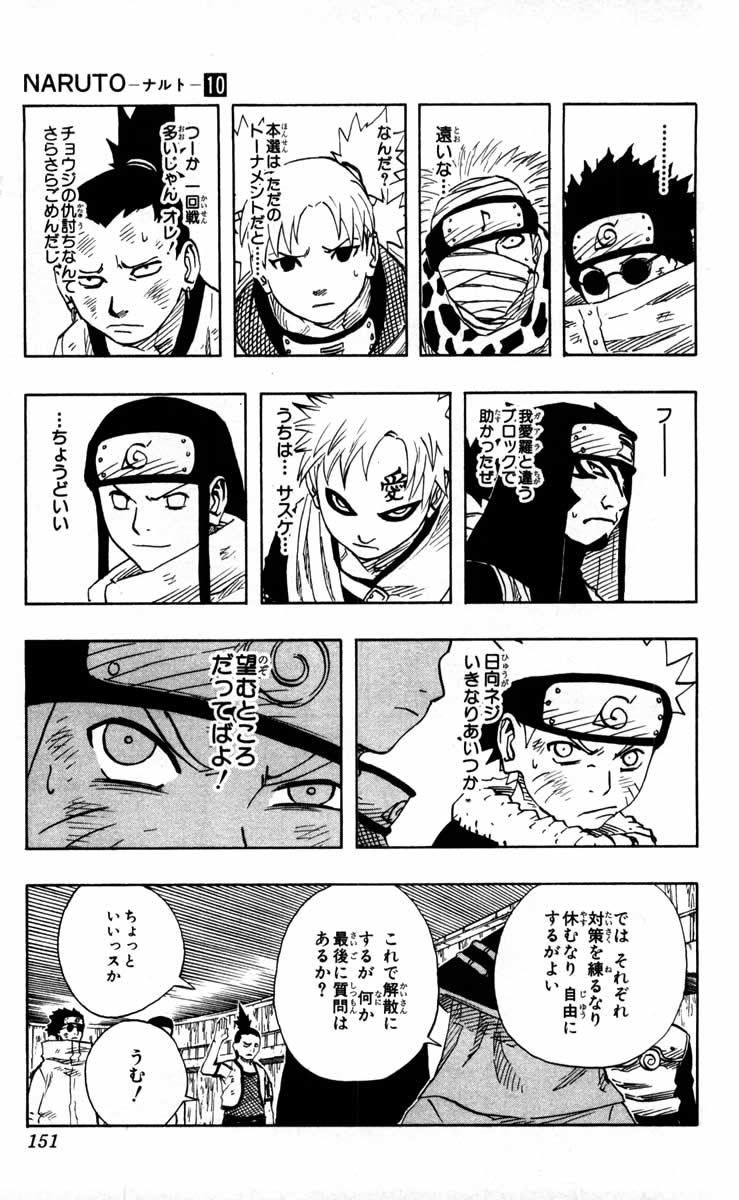 NARUTO—ナルト—10
…………
遠いな…
なんだ?
本選は ただの
トーナメントだと……
つーか 一回戦
多いじゃん オレ
チョウジの仇討ちなんて
さらさらごめんだし
フー
我愛羅と違う
ブロックで
助かったぜ
うちは… サスケ…
…ちょうどいい
日向ネジ
いきなりあいつか
望むところ
だってばよ!
では それぞれ
対策を練るなり
休むなり 自由に
するがよい
これで解散に
するが 何か
最後に質問は
あるか?
ちょっと
いいっスか
うむ!
愛
151